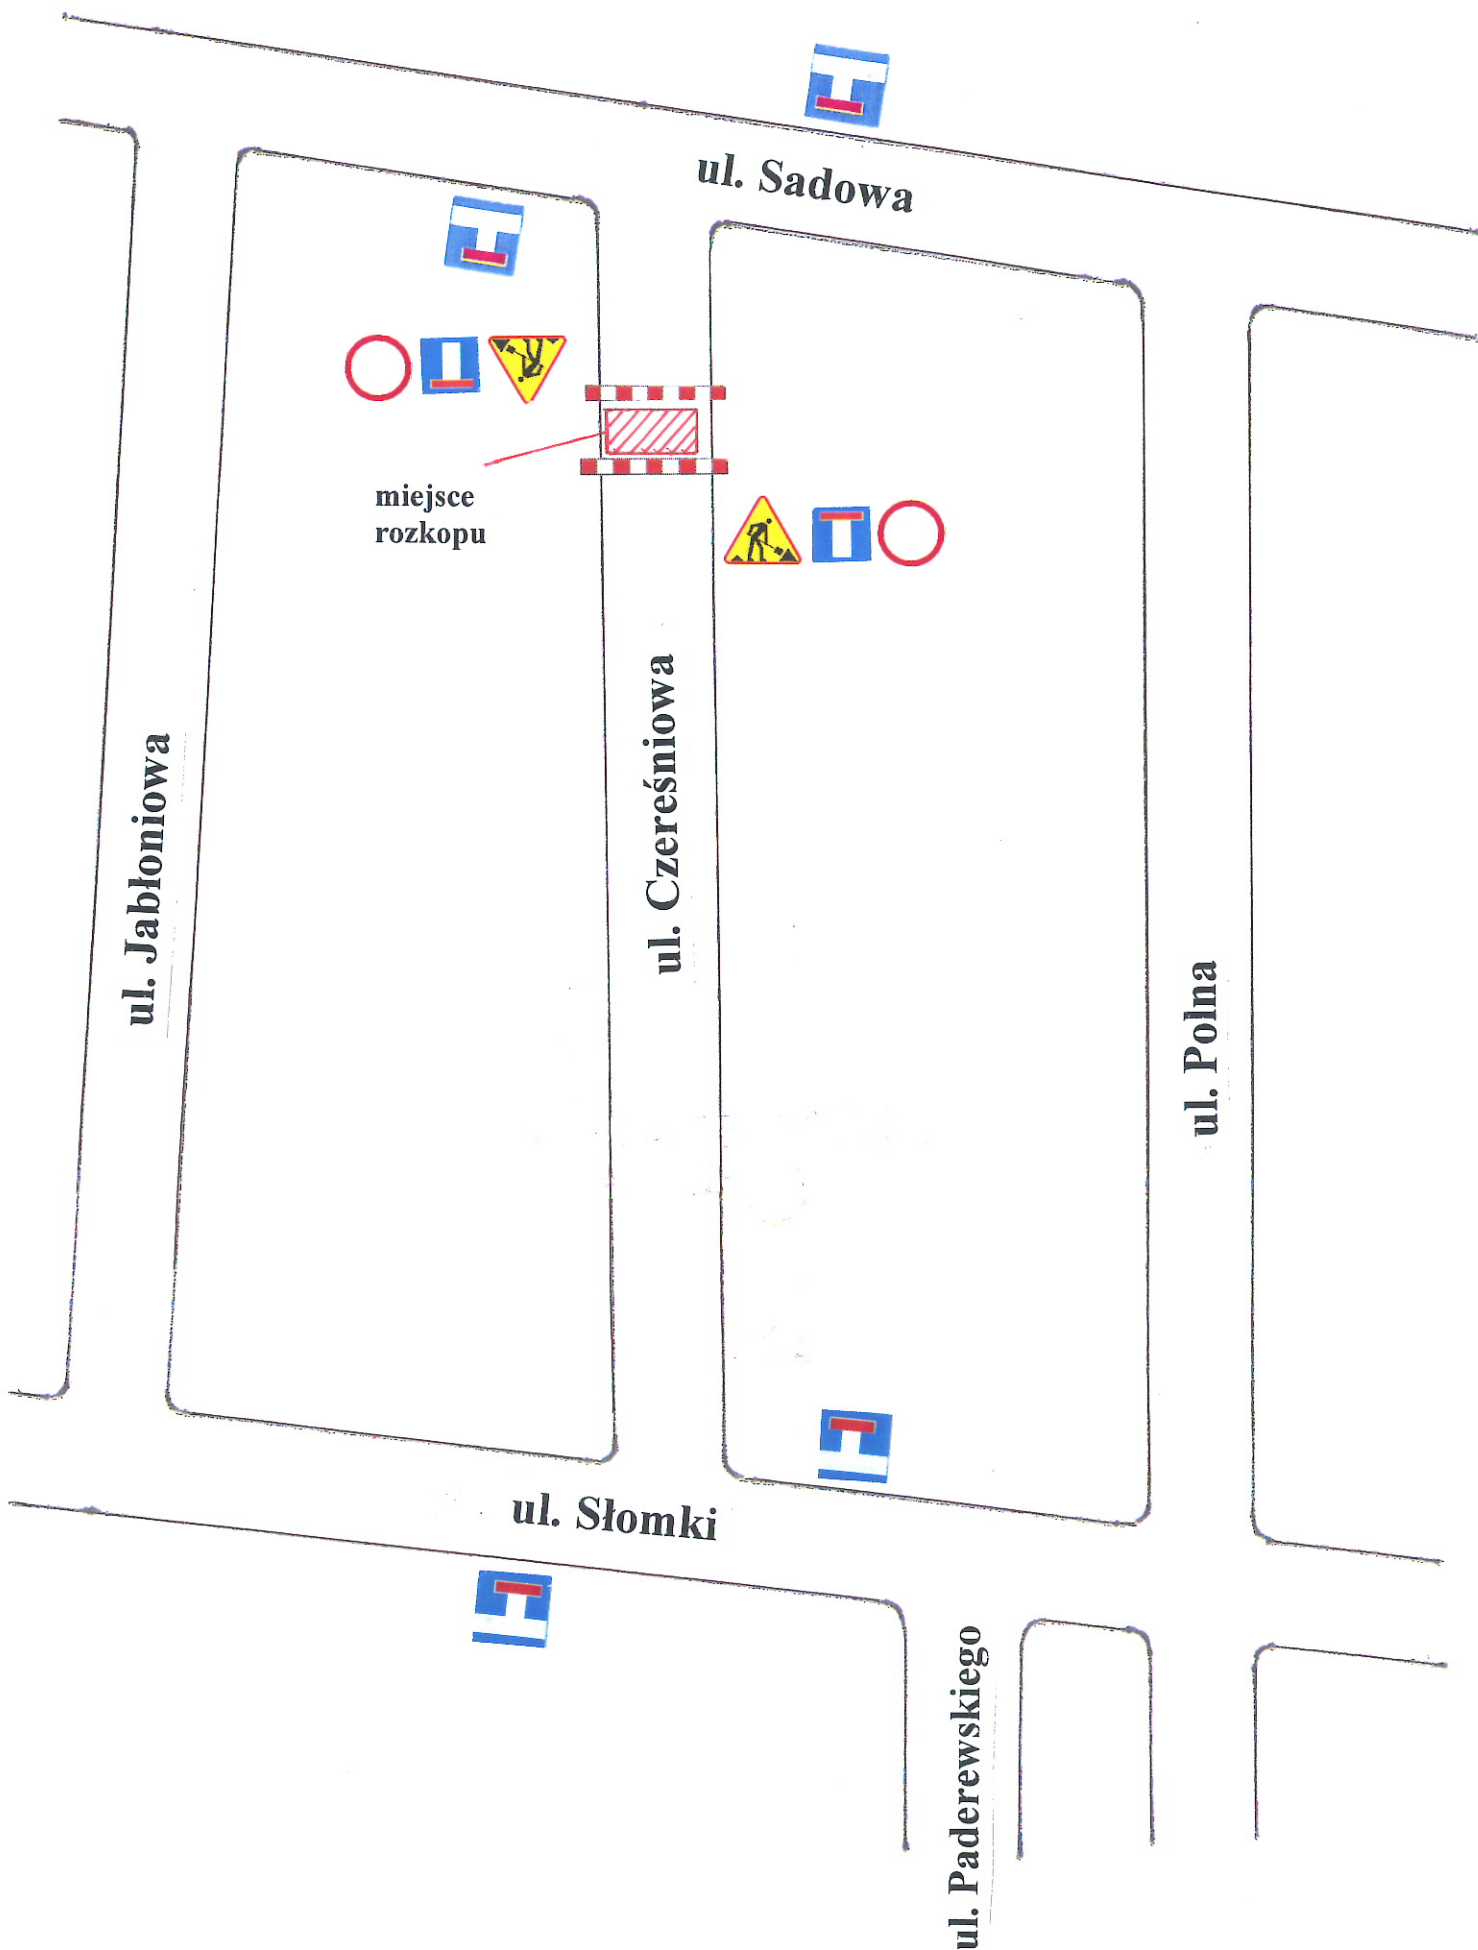 ul. Sadowa
miejsce
rozkopu
ul. Jabłoniowa
ul. Czereśniowa
ul. Polna
ul. Słomki
ul. Paderewskiego